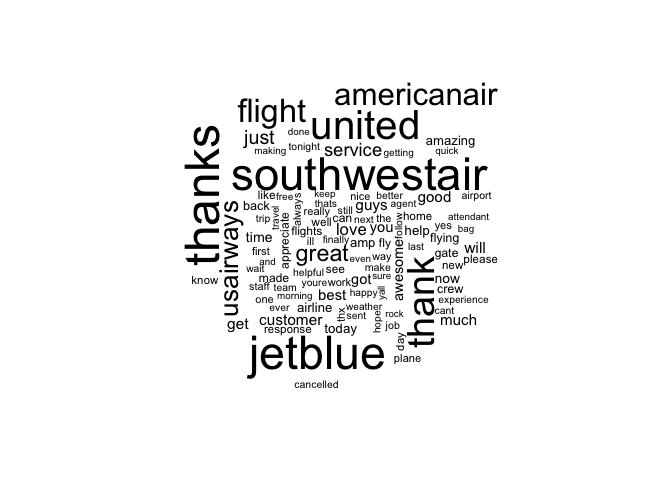 americanair
flight
united
done
just
making
tonight
service
getting
amazing
quick
thanks
southwestair
like
free
always
keep
thats
nice
better
good
airport
back
travel
really
still
guys
agent
trip
well
can
next
the
follow
home
attendant
usairways
time
appreciate
flights
love
you
help
yes
bag
ill
finally
amp
fly
last
flying
first
great
even
way
awesome
gate
will
and
wait
helpful
see
make
thank
new
please
know
made
youre
work
got
sure
now
staff
team
yall
crew
one
morning
best
happy
experience
ever
airline
thx
weather
sent
hope
rock
cant
get
customer
response
today
job
much
jetblue
day
plane
cancelled